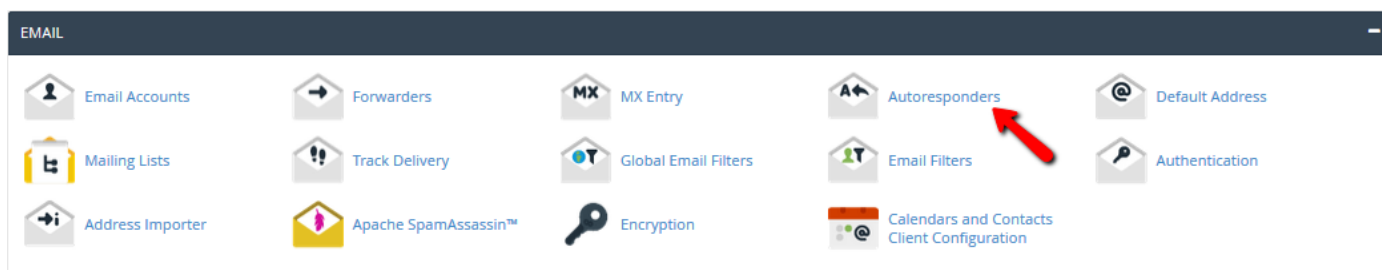 EMAIL
Email Accounts
Forwarders
MX
MX Entry
A
Autoresponders
@
Default Address
Mailing Lists
!!
Track Delivery
Global Email Filters
Email Filters
Authentication
i
Address Importer
Apache SpamAssassin™
Encryption
@
Calendars and Contacts
Client Configuration